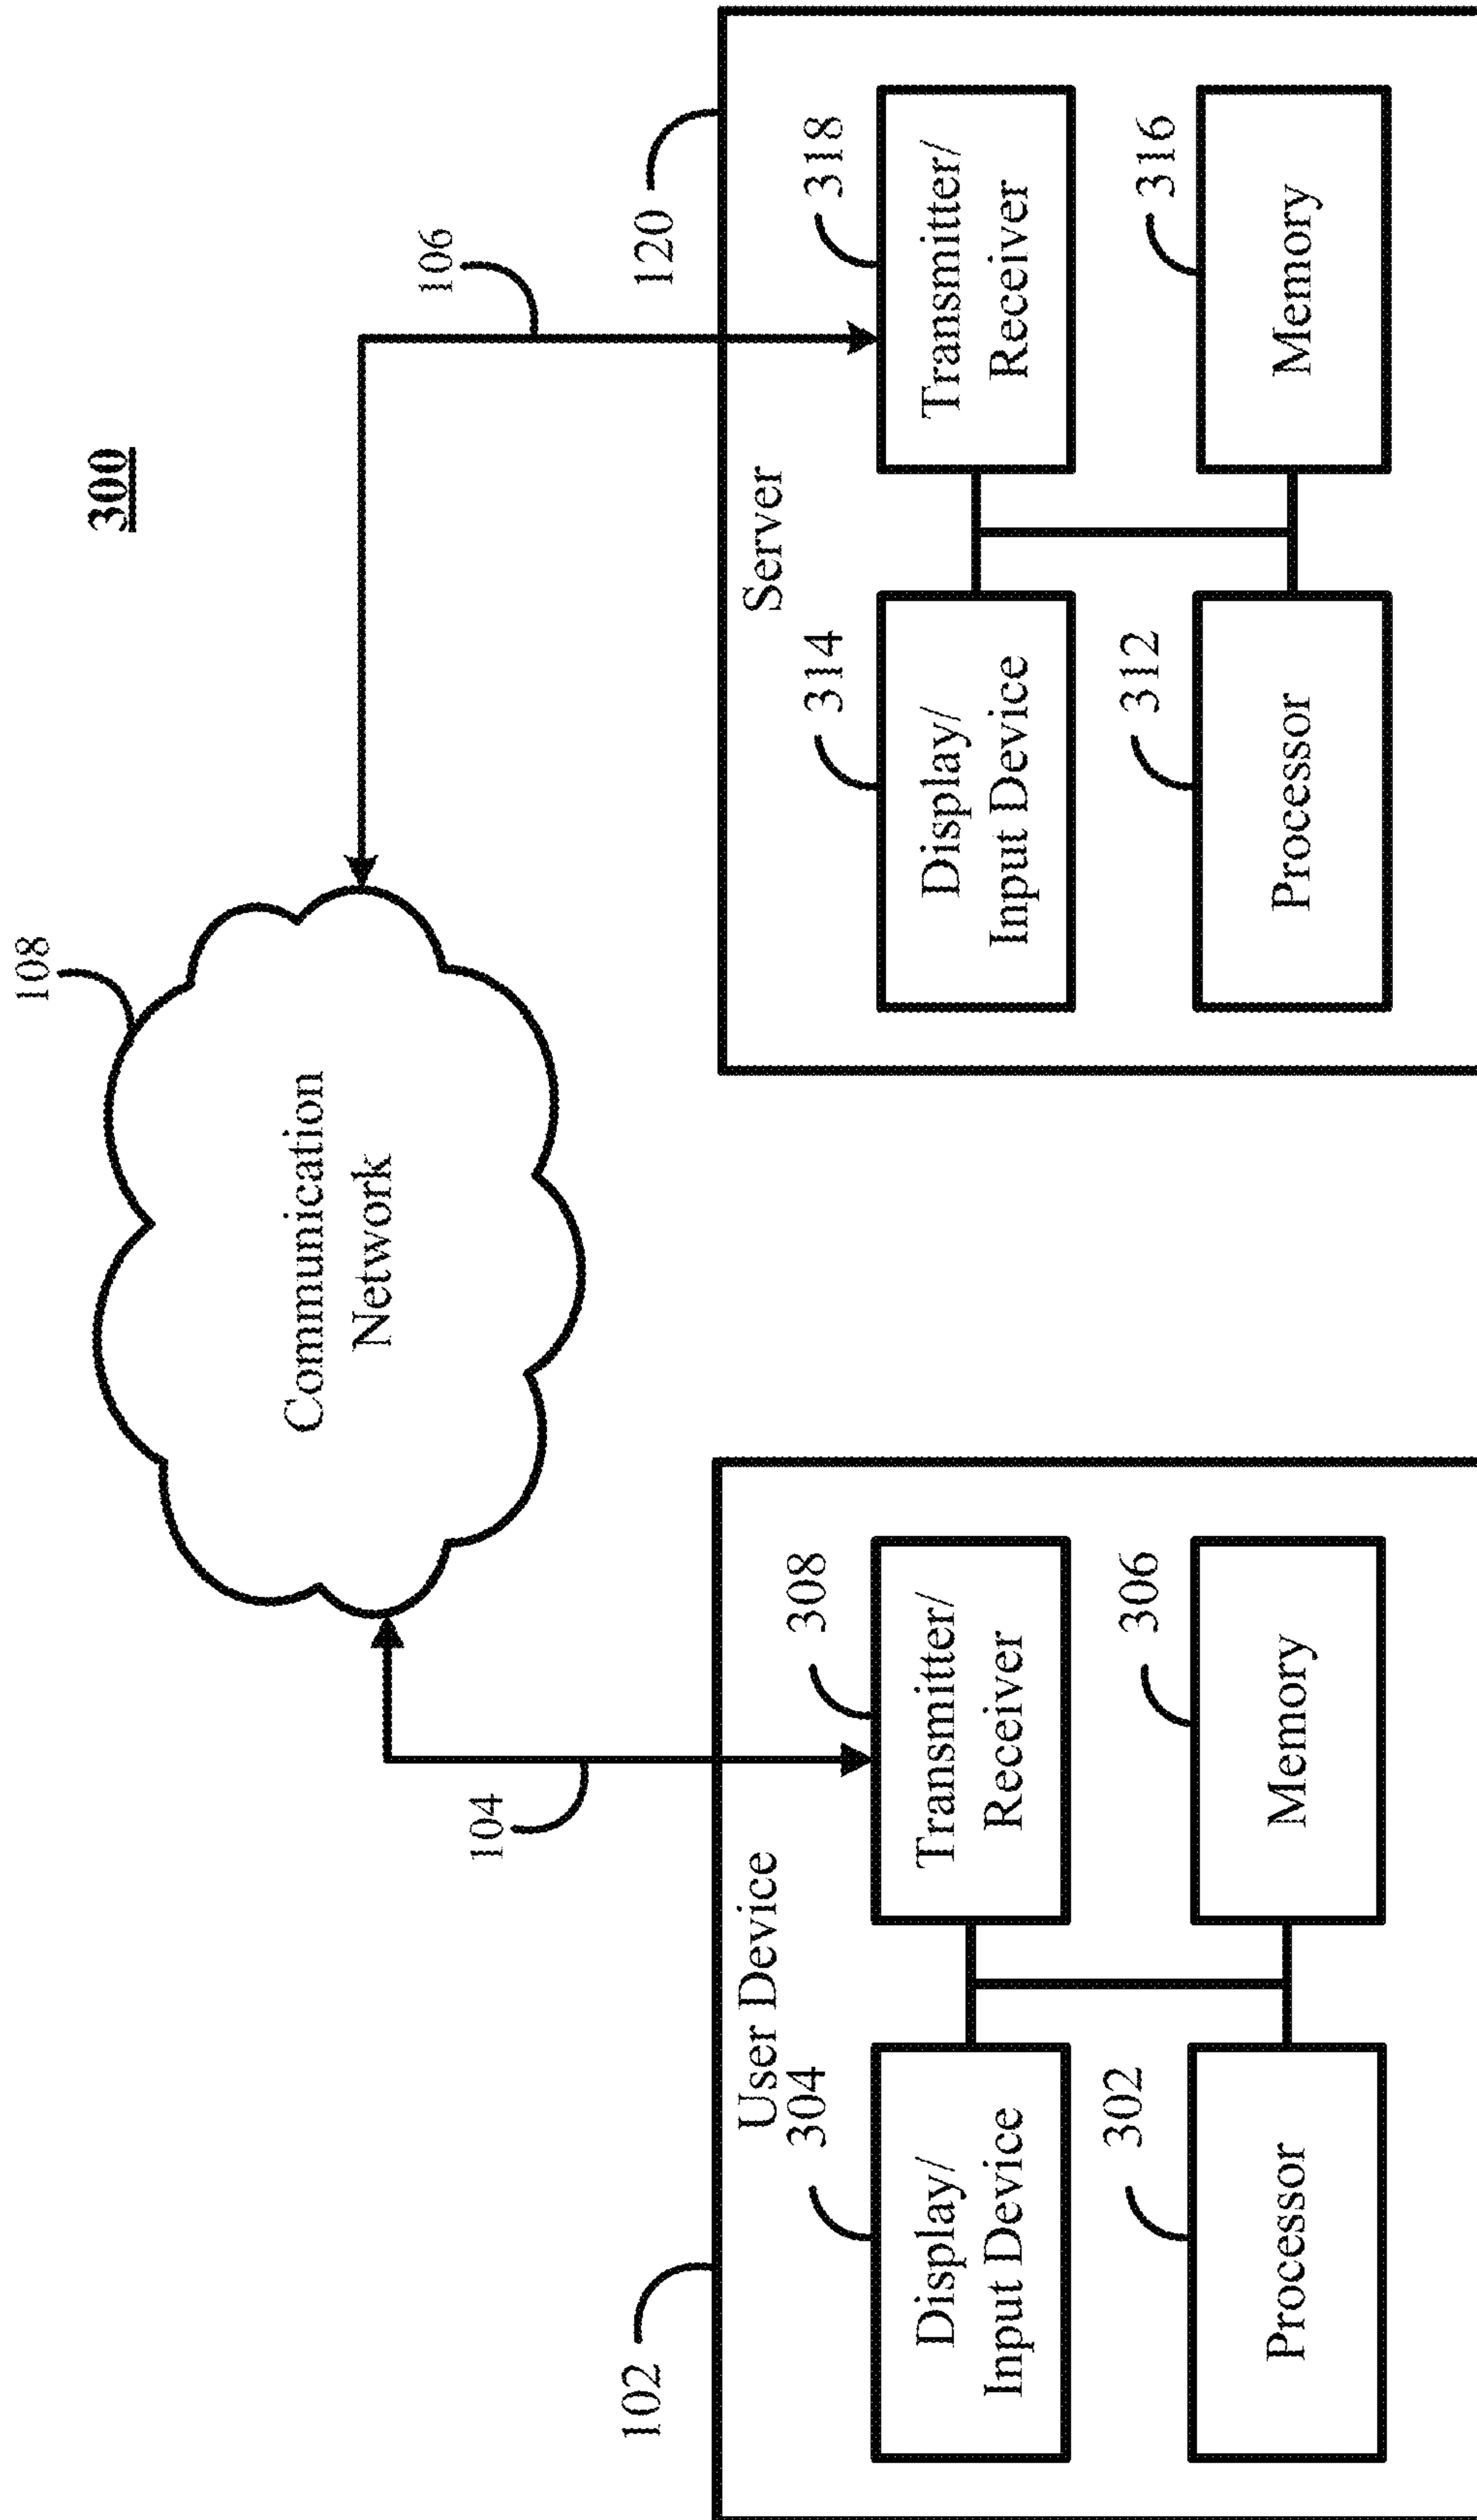 300
108
Communication
Network
104
106
102
120
User Device
Server
304
308
314
318
Display/
Input Device
Transmitter/
Receiver
Display/
Input Device
Transmitter/
Receiver
302
306
312
316
Processor
Memory
Processor
Memory